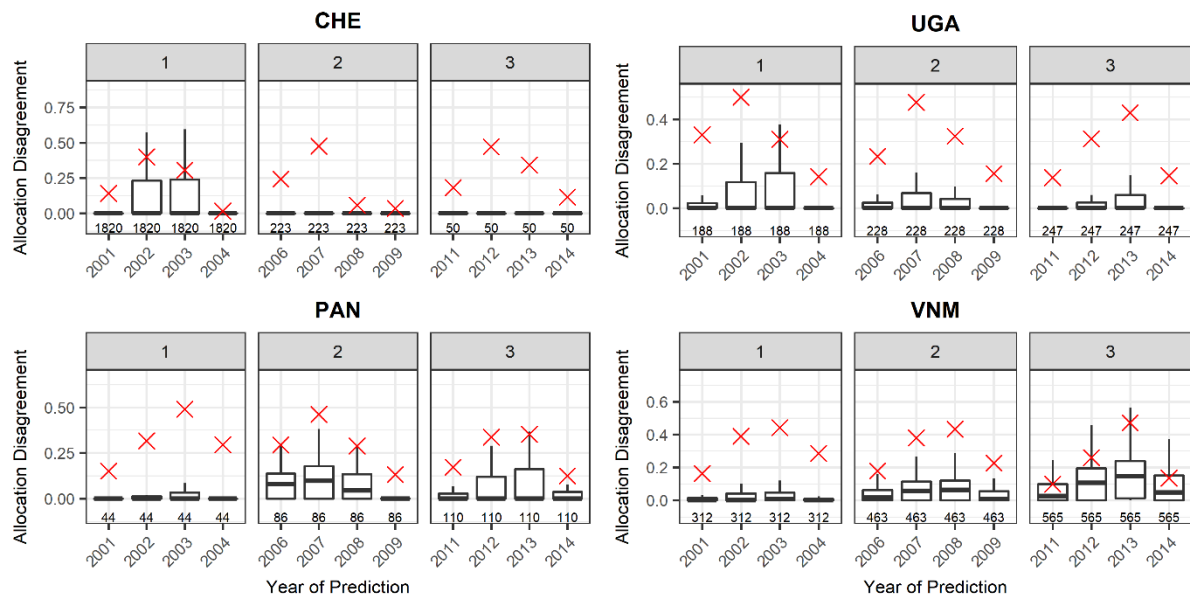 CHE
1 2 3
Allocation Disagreement
0.75
0.50
0.25
0.00
1820 1820 1820 1820 223 223 223 223 50 50 50 50
2001 2002 2003 2004 2006 2007 2008 2009 2011 2012 2013 2014
UGA
1 2 3
Allocation Disagreement
0.4
0.2
0.0
188 188 188 188 228 228 228 228 247 247 247 247
2001 2002 2003 2004 2006 2007 2008 2009 2011 2012 2013 2014
PAN
1 2 3
Allocation Disagreement
0.50
0.25
0.00
44 44 44 44 86 86 86 86 110 110 110 110
2001 2002 2003 2004 2006 2007 2008 2009 2011 2012 2013 2014
Year of Prediction
VNM
1 2 3
Allocation Disagreement
0.6
0.4
0.2
0.0
312 312 312 312 463 463 463 463 565 565 565 565
2001 2002 2003 2004 2006 2007 2008 2009 2011 2012 2013 2014
Year of Prediction